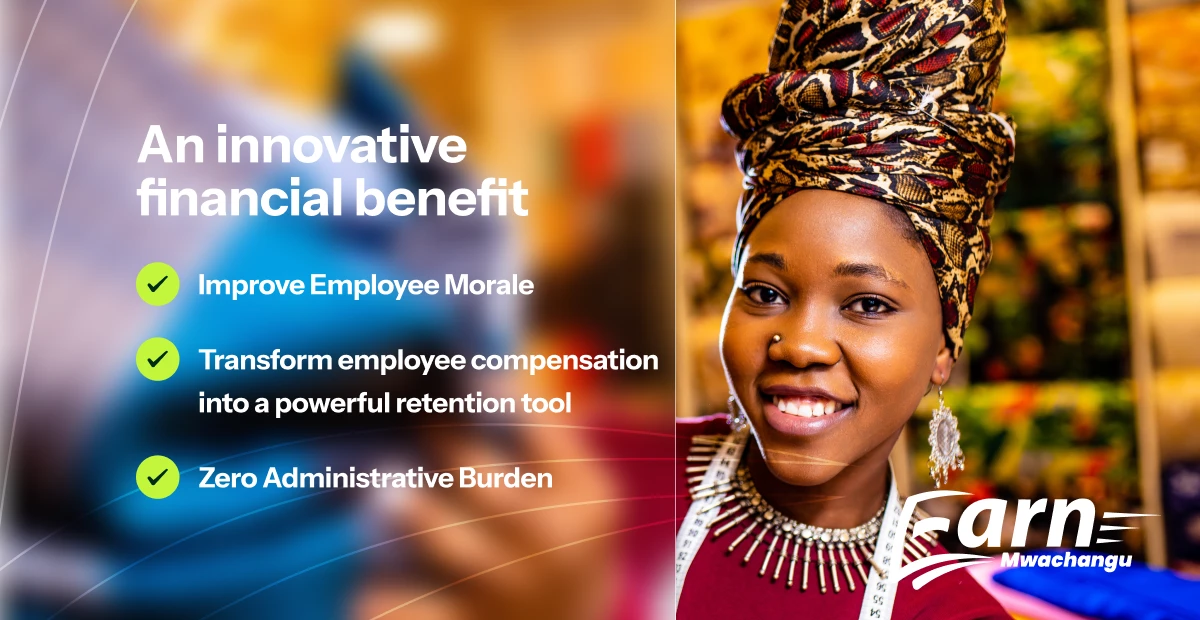 An innovative
financial benefit
Improve Employee Morale
Transform employee compensation
into a powerful retention tool
Zero Administrative Burden
Earn
Mwachangu